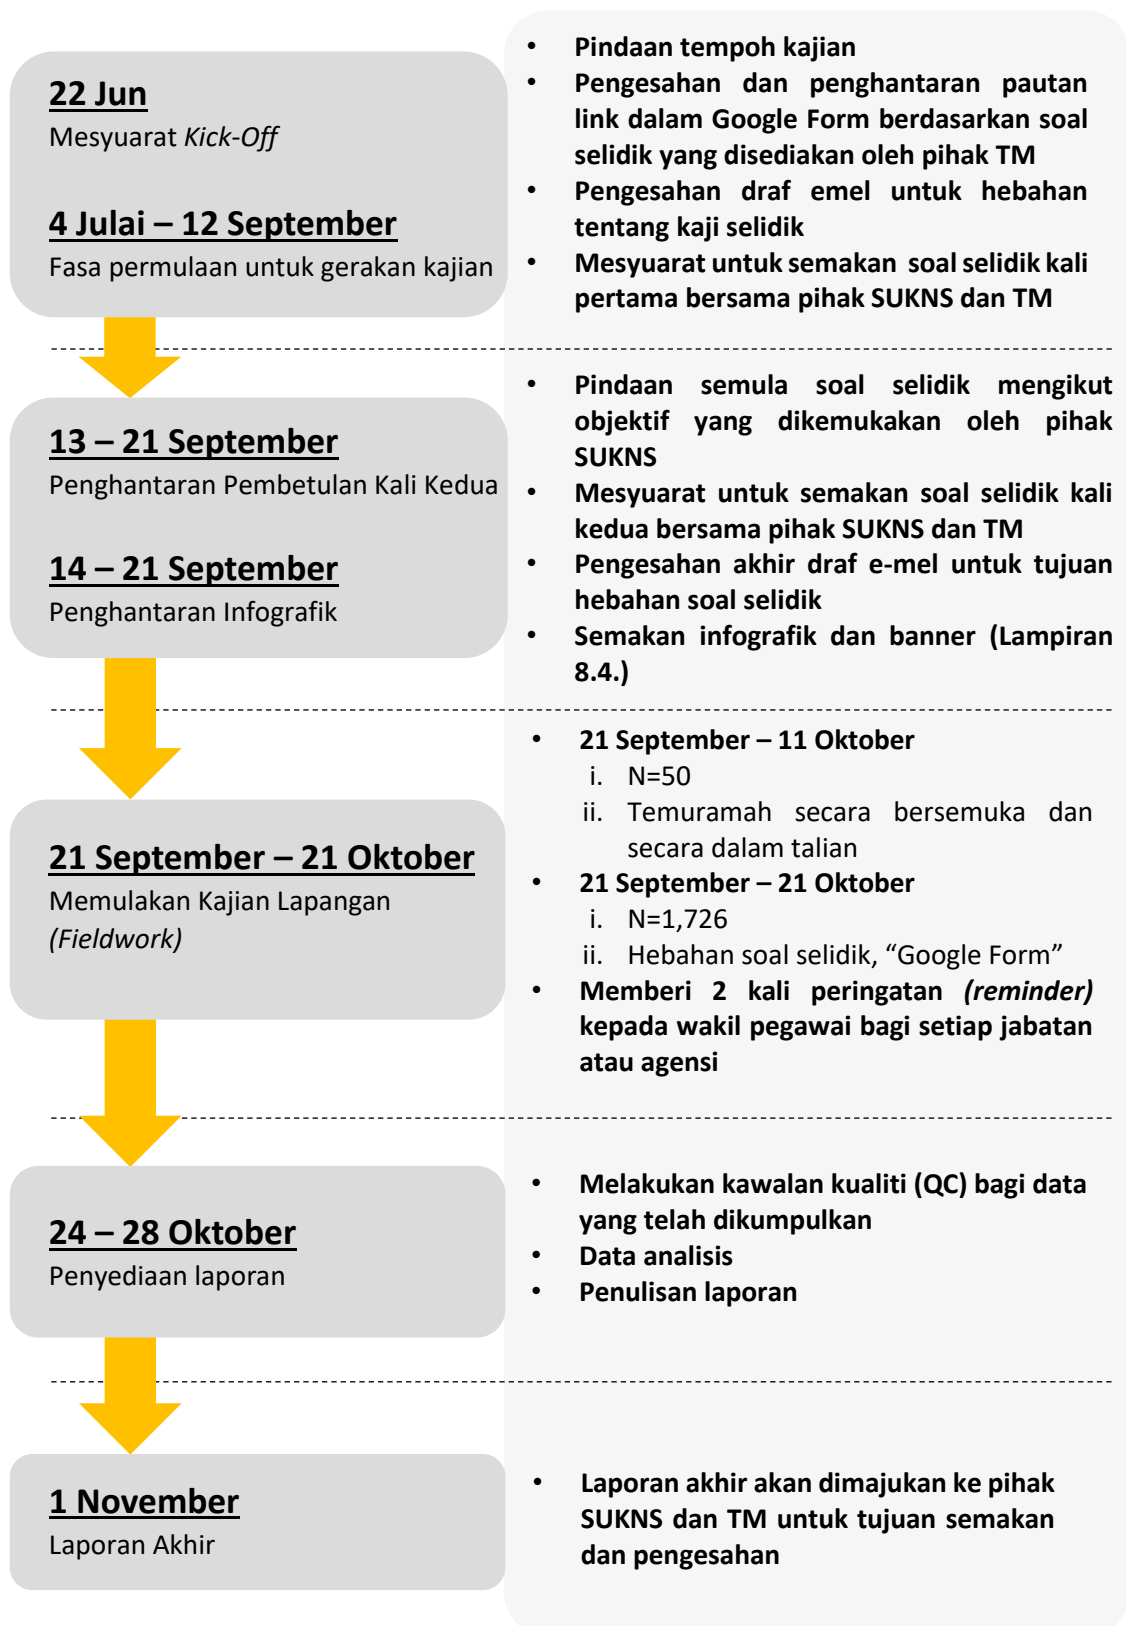 22 Jun
Mesyuarat Kick-Off
4 Julai – 12 September
Fasa permulaan untuk gerakan kajian
• Pindaan tempoh kajian
• Pengesahan dan penghantaran pautan
link dalam Google Form berdasarkan soal
selidik yang disediakan oleh pihak TM
• Pengesahan draf emel untuk hebahan
tentang kaji selidik
• Mesyuarat untuk semakan soal selidik kali
pertama bersama pihak SUKNS dan TM
13 – 21 September
Penghantaran Pembetulan Kali Kedua
14 – 21 September
Penghantaran Infografik
• Pindaan semula soal selidik mengikut
objektif yang dikemukakan oleh pihak
SUKNS
• Mesyuarat untuk semakan soal selidik kali
kedua bersama pihak SUKNS dan TM
• Pengesahan akhir draf e-mel untuk tujuan
hebahan soal selidik
• Semakan infografik dan banner (Lampiran
8.4.)
21 September – 21 Oktober
Memulakan Kajian Lapangan
(Fieldwork)
• 21 September – 11 Oktober
i. N=50
ii. Temuramah secara bersemuka dan
secara dalam talian
• 21 September – 21 Oktober
i. N=1,726
ii. Hebahan soal selidik, “Google Form”
• Memberi 2 kali peringatan (reminder)
kepada wakil pegawai bagi setiap jabatan
atau agensi
24 – 28 Oktober
Penyediaan laporan
• Melakukan kawalan kualiti (QC) bagi data
yang telah dikumpulkan
• Data analisis
• Penulisan laporan
1 November
Laporan Akhir
• Laporan akhir akan dimajukan ke pihak
SUKNS dan TM untuk tujuan semakan
dan pengesahan